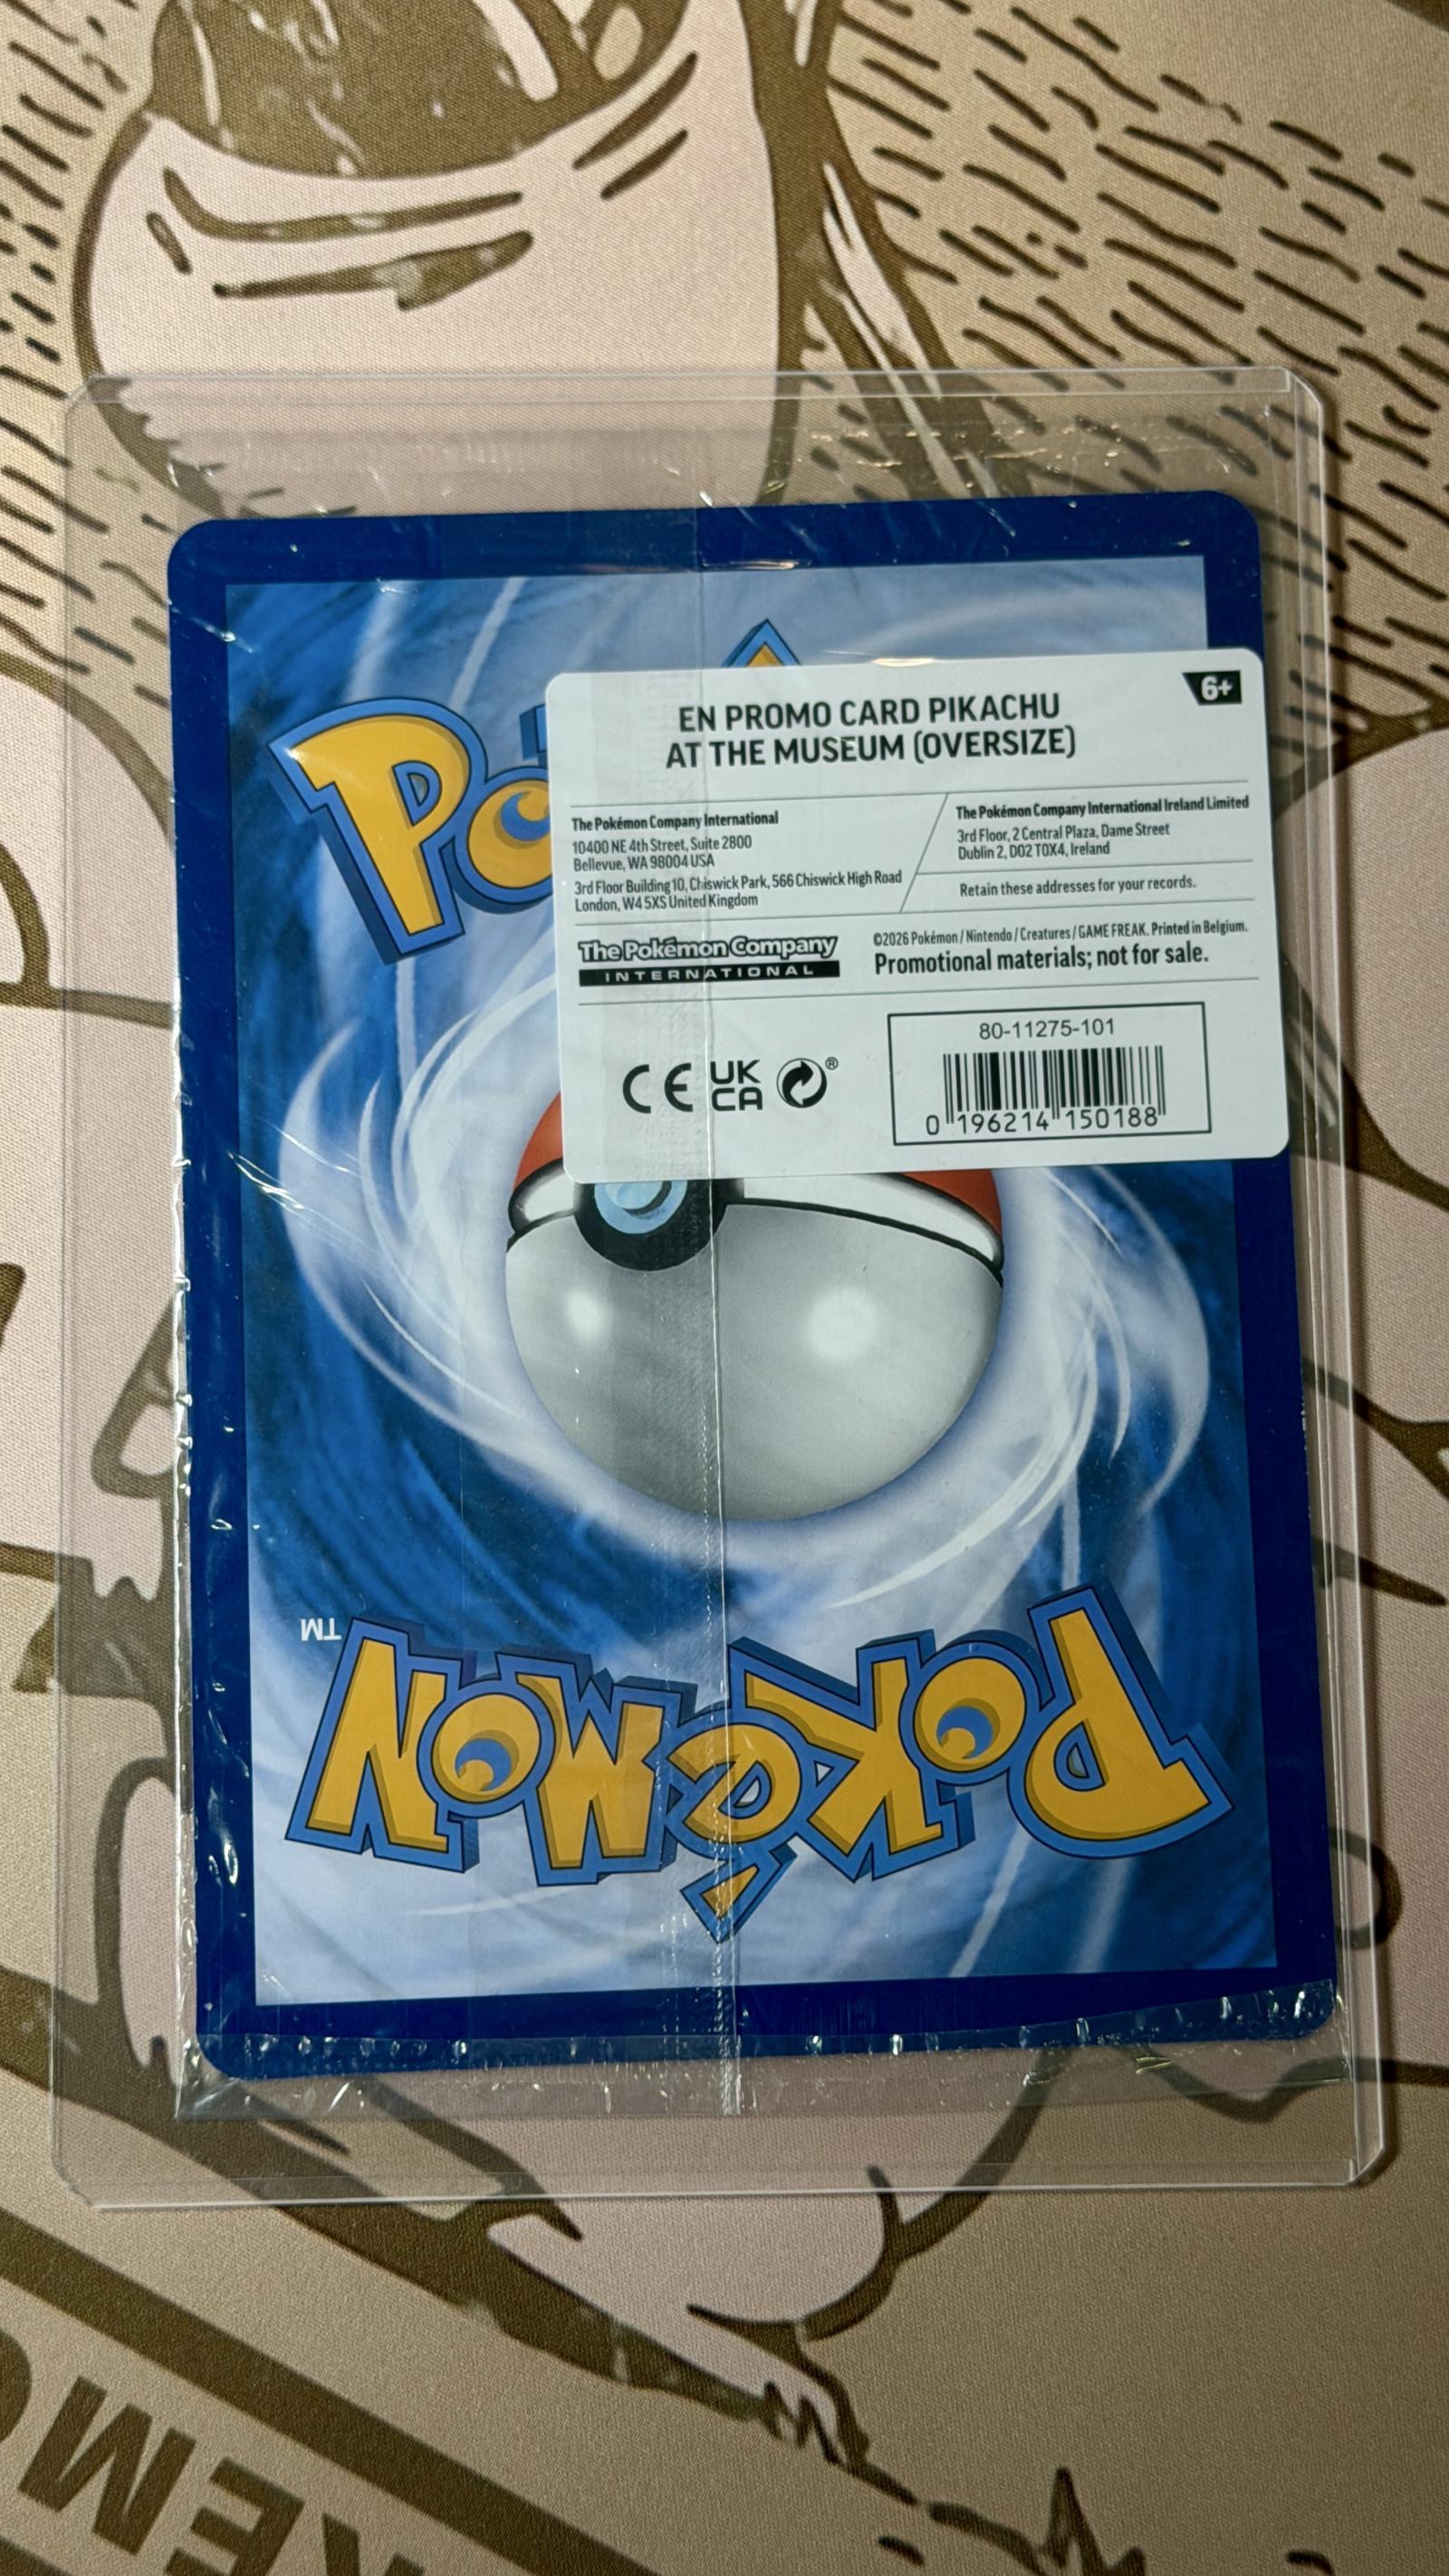 6+
EN PROMO CARD PIKACHU
AT THE MUSEUM (OVERSIZE)
Po
The Pokémon Company International
10400 NE 4th Street, Suite 2800
Bellevue, WA 98004 USA
3rd Floor Building 10, Chiswick Park, 566 Chiswick High Road
London, W4 5XS United Kingdom
The Pokémon Company International Ireland Limited
3rd Floor, 2 Central Plaza, Dame Street
Dublin 2, D02 T0X4, Ireland
Retain these addresses for your records.
The Pokémon Company
INTERNATIONAL
©2026 Pokémon / Nintendo / Creatures / GAME FREAK. Printed in Belgium.
Promotional materials; not for sale.
CE UK CA ®
80-11275-101
0 196214 150188
POKéMON
TM